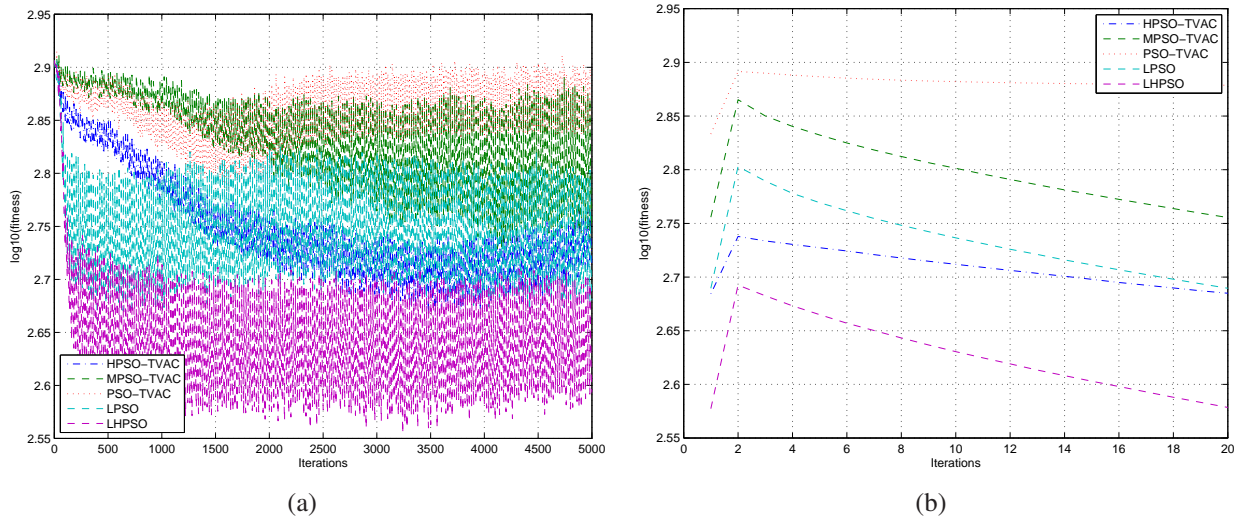 2.95
2.9
2.85
2.8
2.75
2.7
2.65
2.6
2.55
log10(fitness)
HPSO−TVAC
MPSO−TVAC
PSO−TVAC
LPSO
LHPSO
0 500 1000 1500 2000 2500 3000 3500 4000 4500 5000
Iterations
(a)
2.95
2.9
2.85
2.8
2.75
2.7
2.65
2.6
2.55
log10(fitness)
HPSO−TVAC
MPSO−TVAC
PSO−TVAC
LPSO
LHPSO
0 2 4 6 8 10 12 14 16 18 20
Iterations
(b)